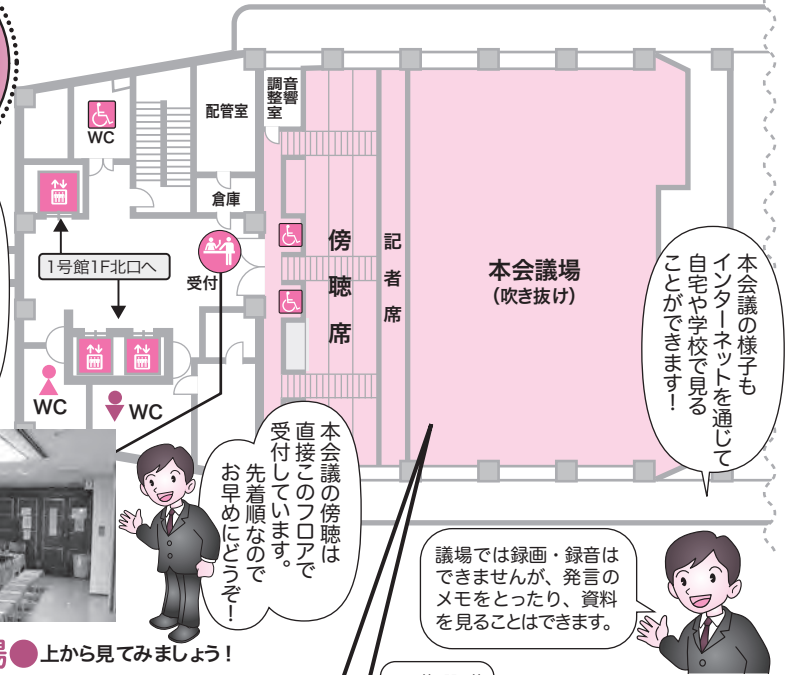 配管室
音響
調整室
WC
倉庫
1号館1F北口へ
受付
傍聴席
記者席
本会議場
(吹き抜け)
WC
WC
本会議の様子も
インターネットを通じて
自宅や学校で見る
ことができます!
本会議の傍聴は
直接このフロアで
受付しています。
先着順なので
お早めにどうぞ!
議場では録画・録音は
できませんが、発言の
メモをとったり、資料
を見ることはできます。
場●上から見てみましょう!